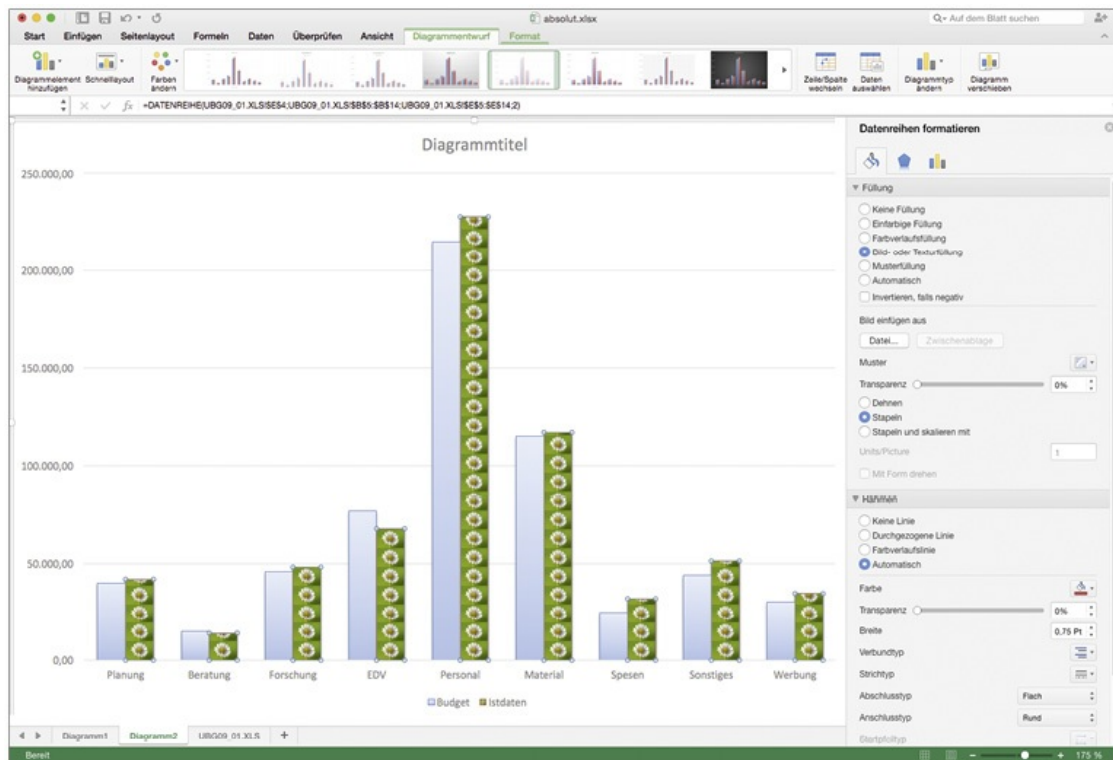 absolut.xlsx
Auf dem Blatt suchen
Start Einfügen Seitenlayout Formeln Daten Überprüfen Ansicht Diagrammentwurf Format
Diagrammelement hinzufügen
Schnelllayout
Farben ändern
Zeile/Spalte wechseln
Daten auswählen
Diagrammtyp ändern
Diagramm verschieben
fx =DATENREIHE(UBG09_01.XLS!$E$4;UBG09_01.XLS!$B$5:$B$14;UBG09_01.XLS!$E$5:$E$14;2)
Diagrammtitel
250.000,00
200.000,00
150.000,00
100.000,00
50.000,00
0,00
Planung Beratung Forschung EDV Personal Material Spesen Sonstiges Werbung
Budget Istdaten
Datenreihen formatieren
Füllung
Keine Füllung
Einfarbige Füllung
Farbverlaufsfüllung
Bild- oder Texturfüllung
Musterfüllung
Automatisch
Invertieren, falls negativ
Bild einfügen aus
Datei... Zwischenablage
Muster
Transparenz 0%
Dehnen
Stapeln
Stapeln und skalieren mit
Units/Picture 1
Mit Form drehen
Rahmen
Keine Linie
Durchgezogene Linie
Farbverlaufslinie
Automatisch
Farbe
Transparenz 0%
Breite 0,75 Pt
Verbundtyp
Strichtyp
Abschlusstyp Flach
Anschlusstyp Rund
Startpfeiltyp
Diagramm1 Diagramm2 UBG09_01.XLS +
Bereit
175 %